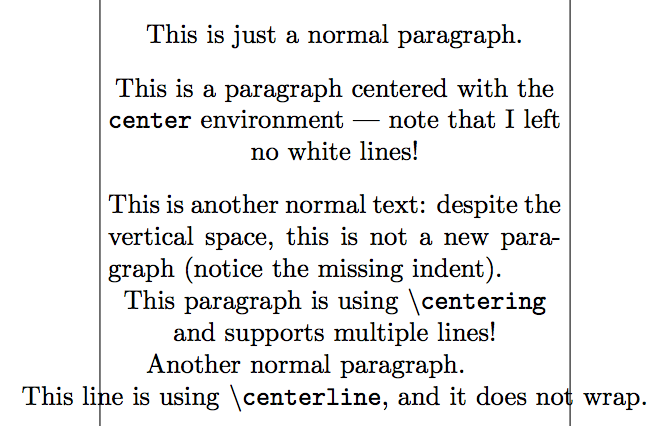 This is just a normal paragraph.
This is a paragraph centered with the
center environment — note that I left
no white lines!
This is another normal text: despite the
vertical space, this is not a new para-
graph (notice the missing indent).
This paragraph is using \centering
and supports multiple lines!
Another normal paragraph.
This line is using \centerline, and it does not wrap.